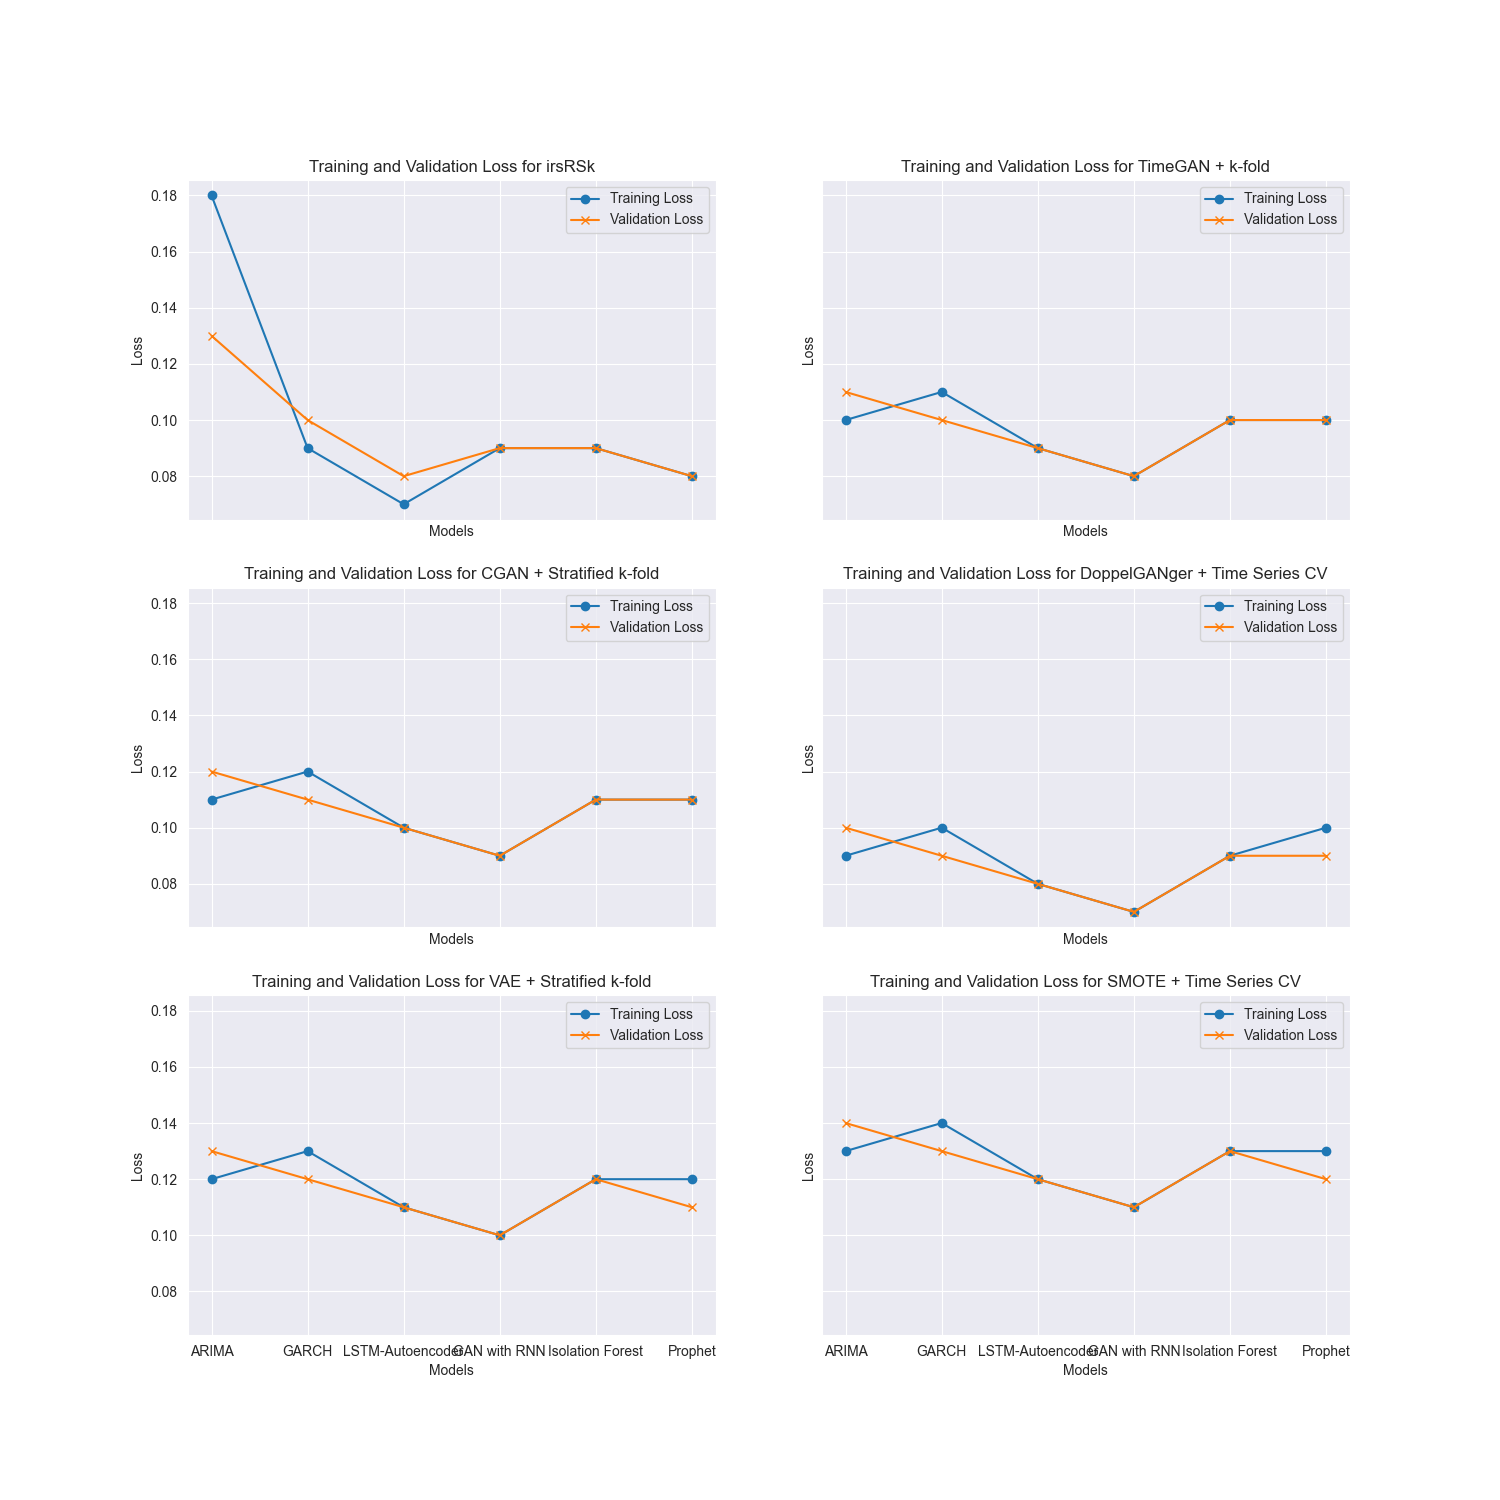 Training and Validation Loss for irsRSk
Training Loss
Validation Loss
0.18
0.16
0.14
0.12
0.10
0.08
Loss
Models
Training and Validation Loss for TimeGAN + k-fold
Training Loss
Validation Loss
Loss
Models
Training and Validation Loss for CGAN + Stratified k-fold
Training Loss
Validation Loss
0.18
0.16
0.14
0.12
0.10
0.08
Loss
Models
Training and Validation Loss for DoppelGANger + Time Series CV
Training Loss
Validation Loss
Loss
Models
Training and Validation Loss for VAE + Stratified k-fold
Training Loss
Validation Loss
0.18
0.16
0.14
0.12
0.10
0.08
Loss
ARIMA GARCH LSTM-Autoencoder GAN with RNN Isolation Forest Prophet
Models
Training and Validation Loss for SMOTE + Time Series CV
Training Loss
Validation Loss
Loss
ARIMA GARCH LSTM-Autoencoder GAN with RNN Isolation Forest Prophet
Models